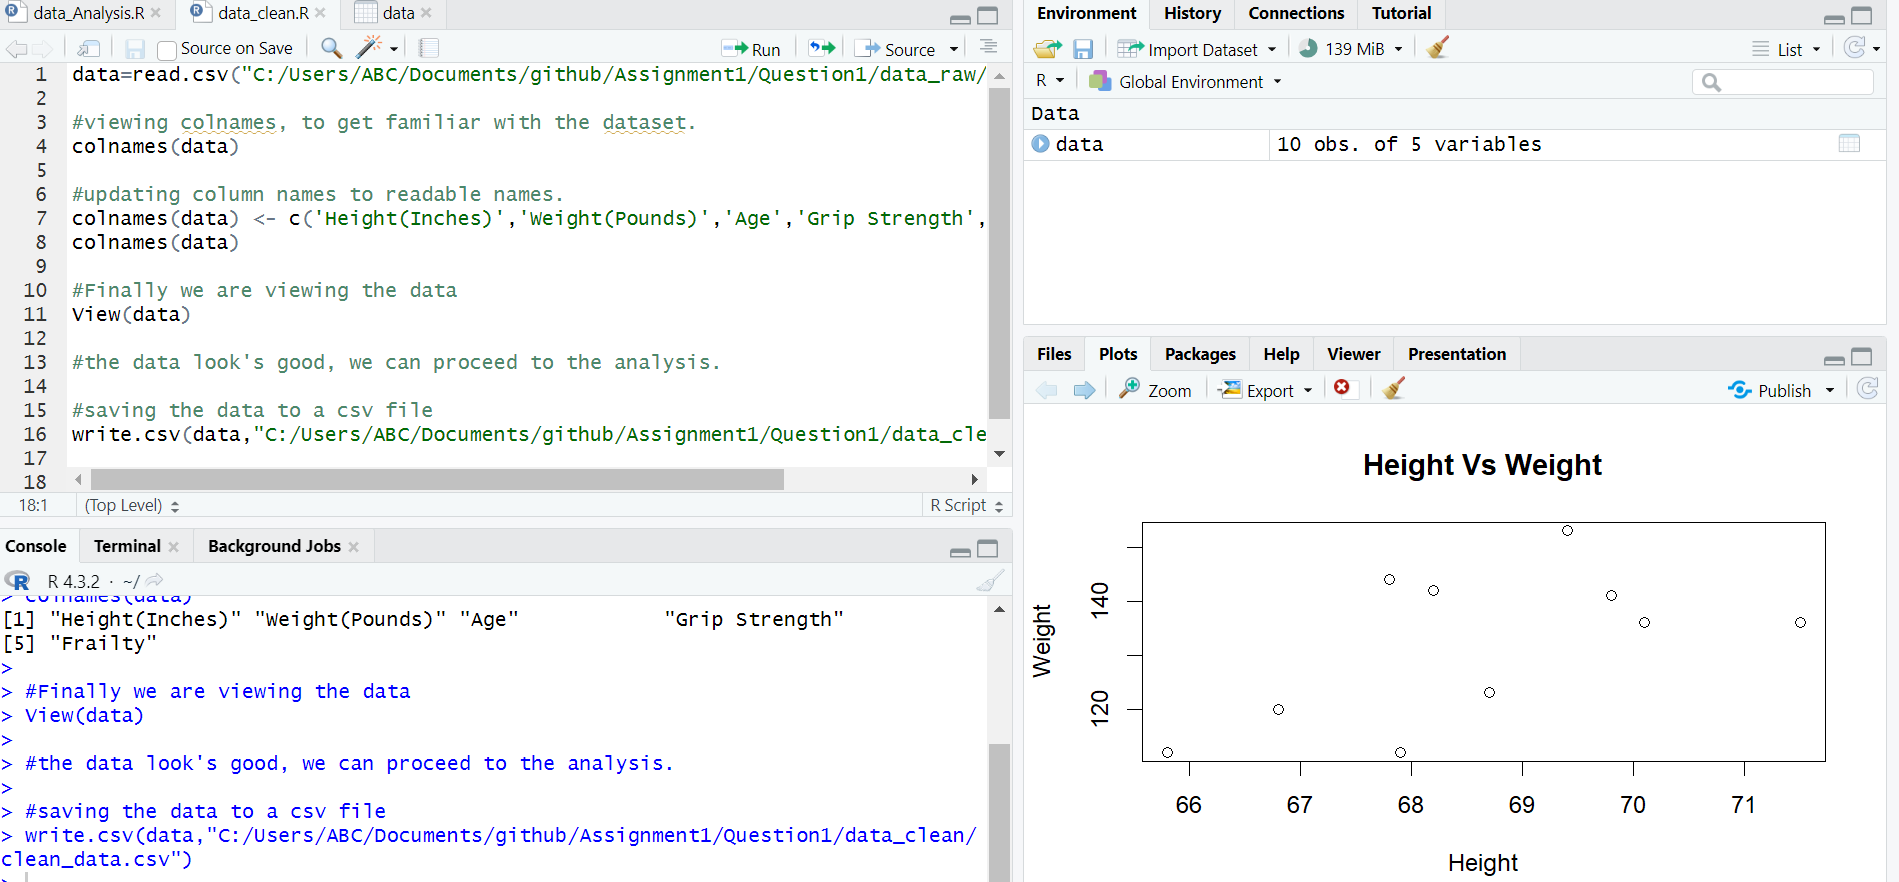 data_Analysis.R
data_clean.R
data
Source on Save
Run
Source
1 data=read.csv("C:/Users/ABC/Documents/github/Assignment1/Question1/data_raw/
2
3 #viewing colnames, to get familiar with the dataset.
4 colnames(data)
5
6 #updating column names to readable names.
7 colnames(data) <- c('Height(Inches)','Weight(Pounds)','Age','Grip Strength',
8 colnames(data)
9
10 #Finally we are viewing the data
11 View(data)
12
13 #the data look's good, we can proceed to the analysis.
14
15 #saving the data to a csv file
16 write.csv(data,"C:/Users/ABC/Documents/github/Assignment1/Question1/data_cle
17
18
18:1 (Top Level) R Script
Console Terminal Background Jobs
R R 4.3.2 · ~/
> colnames(data)
[1] "Height(Inches)" "Weight(Pounds)" "Age" "Grip Strength"
[5] "Frailty"
>
> #Finally we are viewing the data
> View(data)
>
> #the data look's good, we can proceed to the analysis.
>
> #saving the data to a csv file
> write.csv(data,"C:/Users/ABC/Documents/github/Assignment1/Question1/data_clean/
clean_data.csv")
>
Environment History Connections Tutorial
Import Dataset 139 MiB List
R Global Environment
Data
data 10 obs. of 5 variables
Files Plots Packages Help Viewer Presentation
Zoom Export Publish
Height Vs Weight
Weight
140
120
66 67 68 69 70 71
Height